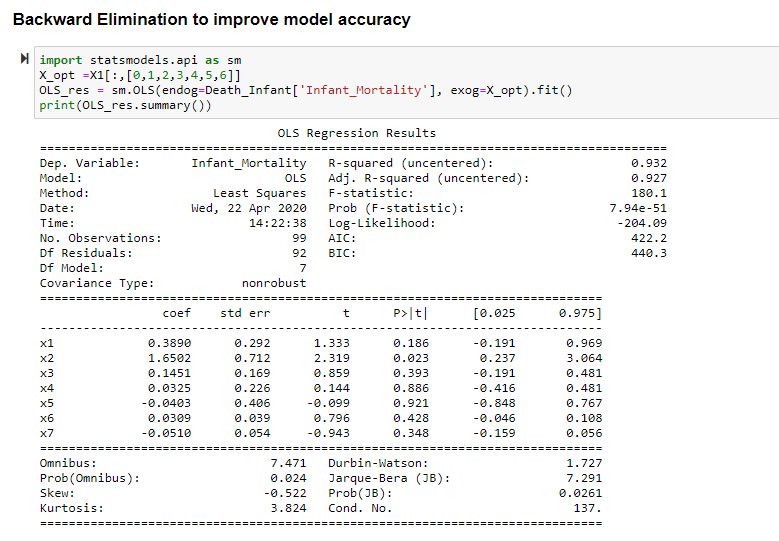 Backward Elimination to improve model accuracy
import statsmodels.api as sm
X_opt =X1[:,[0,1,2,3,4,5,6]]
OLS_res = sm.OLS(endog=Death_Infant['Infant_Mortality'], exog=X_opt).fit()
print(OLS_res.summary())
OLS Regression Results
==============================================================================
Dep. Variable: Infant_Mortality R-squared (uncentered): 0.932
Model: OLS Adj. R-squared (uncentered): 0.927
Method: Least Squares F-statistic: 180.1
Date: Wed, 22 Apr 2020 Prob (F-statistic): 7.94e-51
Time: 14:22:38 Log-Likelihood: -204.09
No. Observations: 99 AIC: 422.2
Df Residuals: 92 BIC: 440.3
Df Model: 7
Covariance Type: nonrobust
==============================================================================
coef std err t P>|t| [0.025 0.975]
------------------------------------------------------------------------------
x1 0.3890 0.292 1.333 0.186 -0.191 0.969
x2 1.6502 0.712 2.319 0.023 0.237 3.064
x3 0.1451 0.169 0.859 0.393 -0.191 0.481
x4 0.0325 0.226 0.144 0.886 -0.416 0.481
x5 -0.0403 0.406 -0.099 0.921 -0.848 0.767
x6 0.0309 0.039 0.796 0.428 -0.046 0.108
x7 -0.0510 0.054 -0.943 0.348 -0.159 0.056
==============================================================================
Omnibus: 7.471 Durbin-Watson: 1.727
Prob(Omnibus): 0.024 Jarque-Bera (JB): 7.291
Skew: -0.522 Prob(JB): 0.0261
Kurtosis: 3.824 Cond. No. 137.
==============================================================================